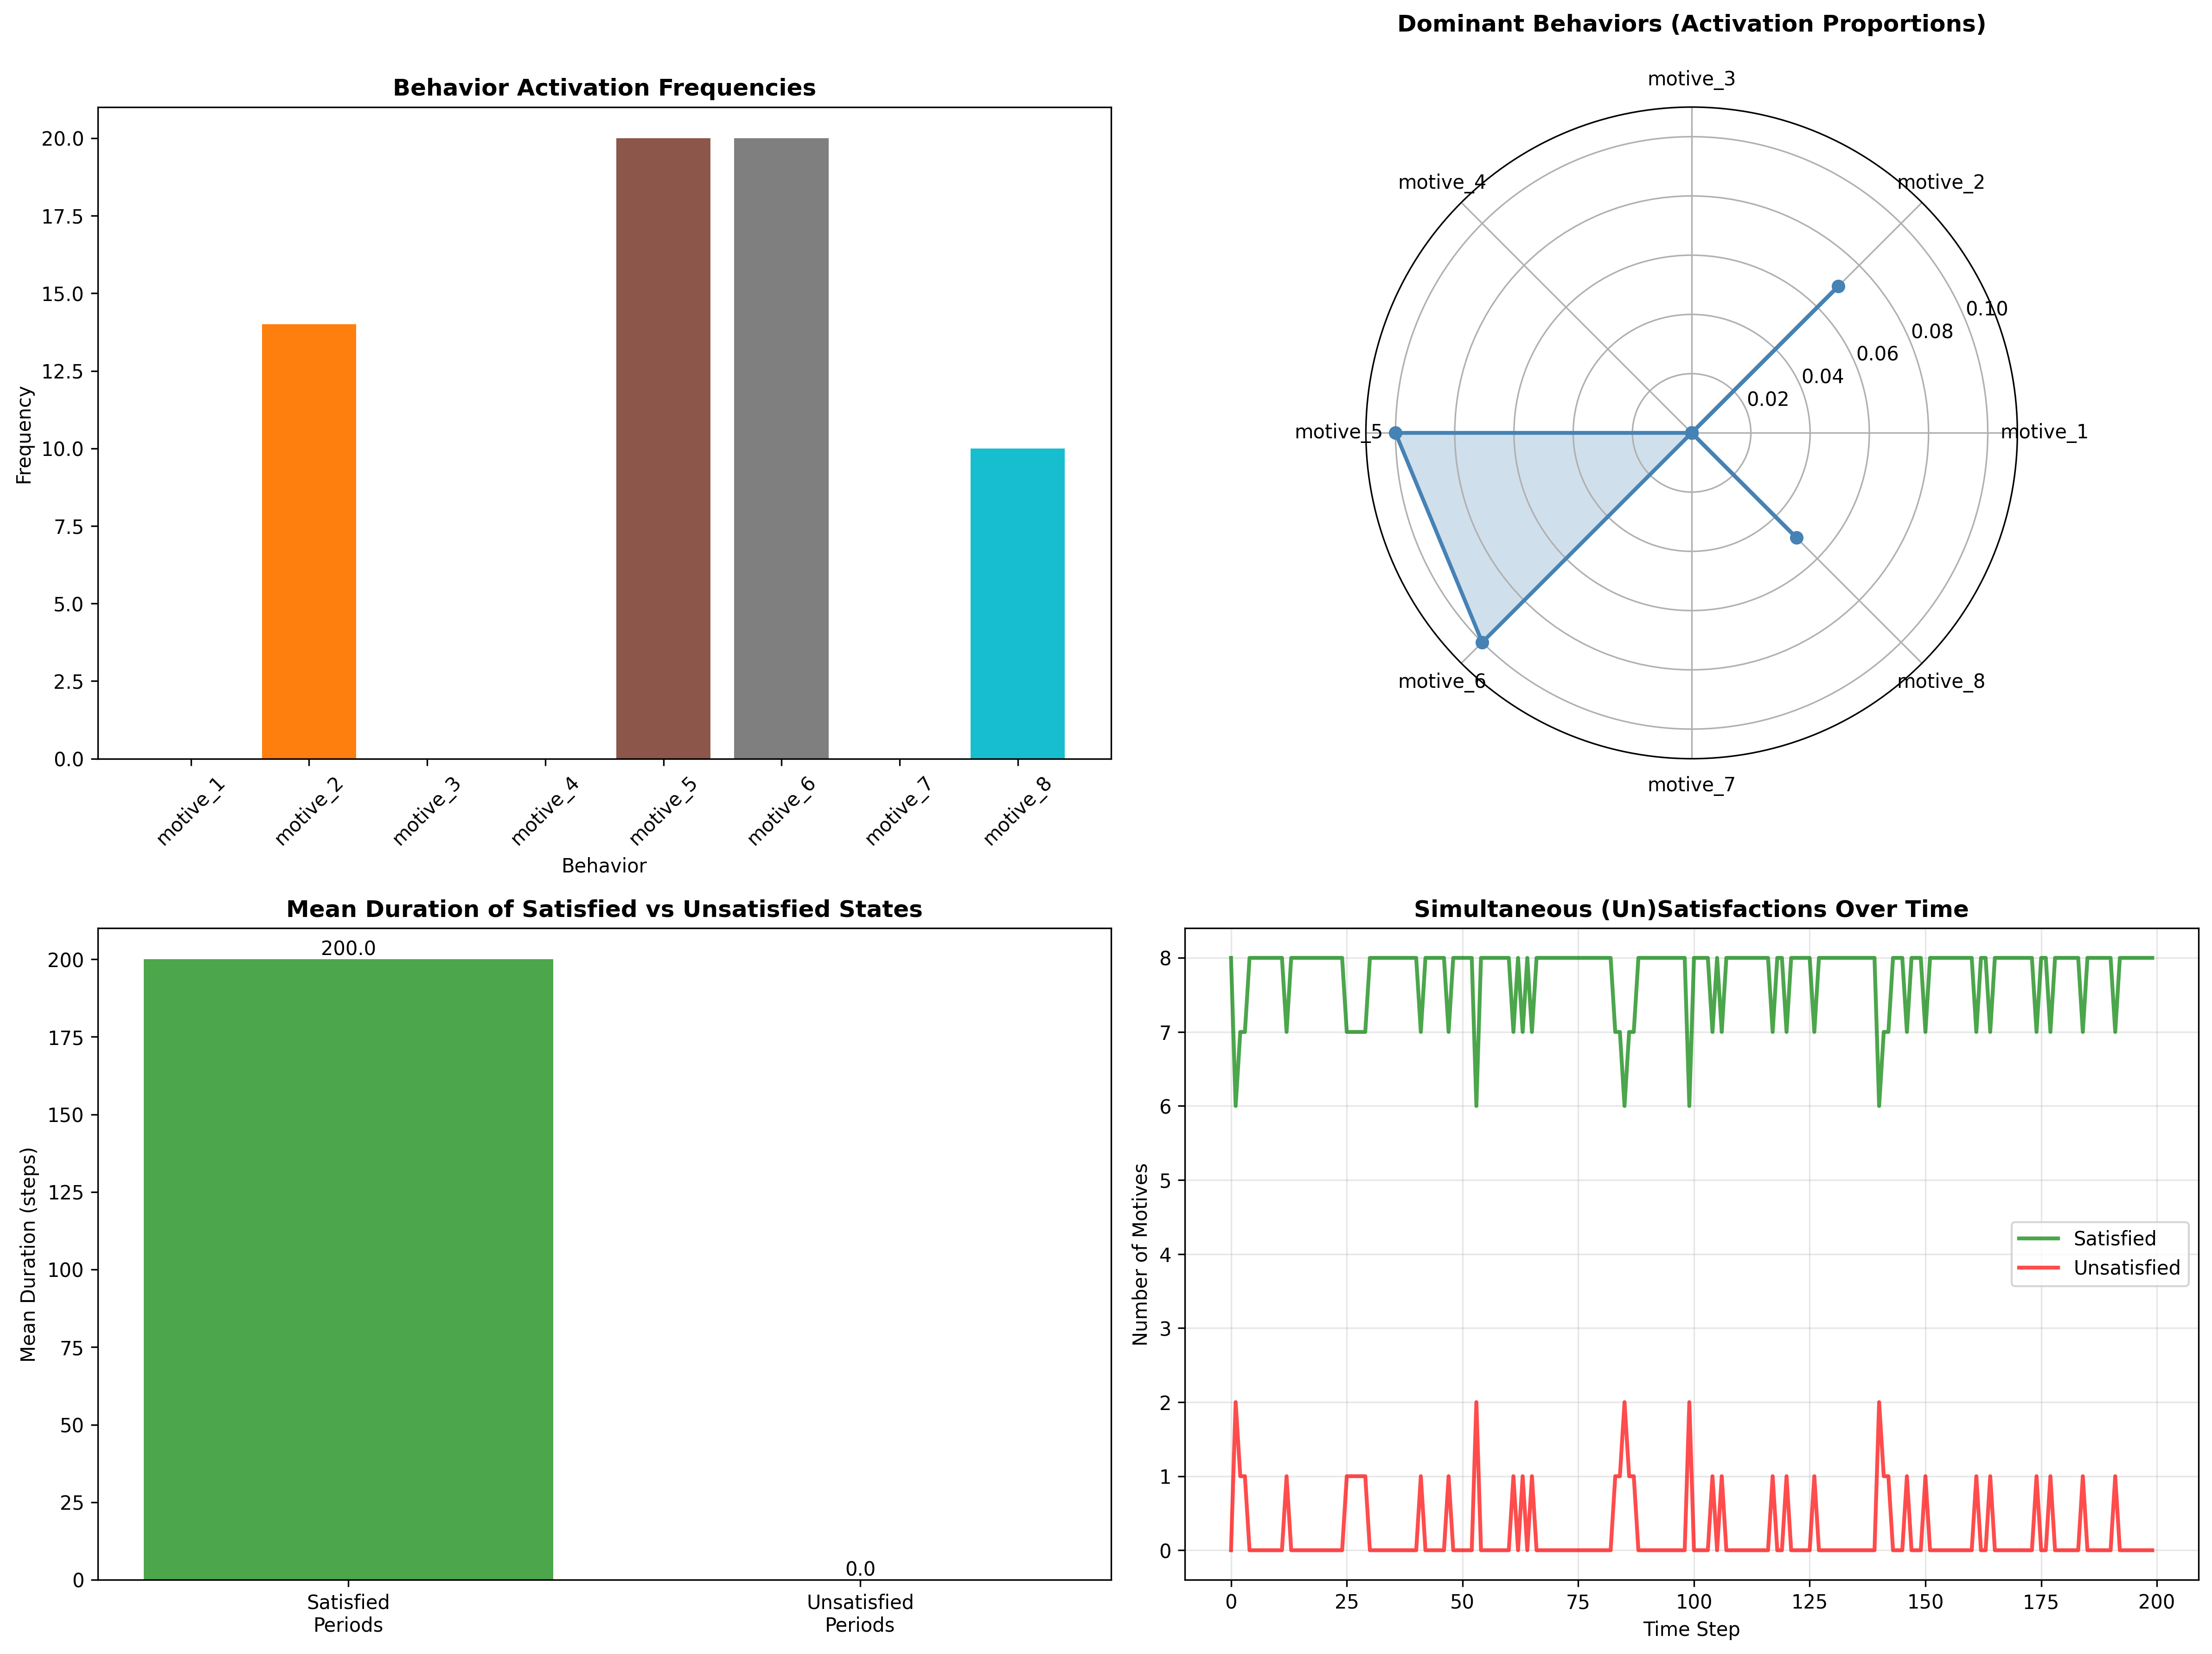 Behavior Activation Frequencies
Frequency
20.0
17.5
15.0
12.5
10.0
7.5
5.0
2.5
0.0
motive_1
motive_2
motive_3
motive_4
motive_5
motive_6
motive_7
motive_8
Behavior
Dominant Behaviors (Activation Proportions)
motive_3
motive_4
motive_2
0.10
0.08
0.06
0.04
0.02
motive_5
motive_1
motive_6
motive_8
motive_7
Mean Duration of Satisfied vs Unsatisfied States
Mean Duration (steps)
200
175
150
125
100
75
50
25
0
200.0
0.0
Satisfied
Periods
Unsatisfied
Periods
Simultaneous (Un)Satisfactions Over Time
Number of Motives
8
7
6
5
4
3
2
1
0
Satisfied
Unsatisfied
0
25
50
75
100
125
150
175
200
Time Step